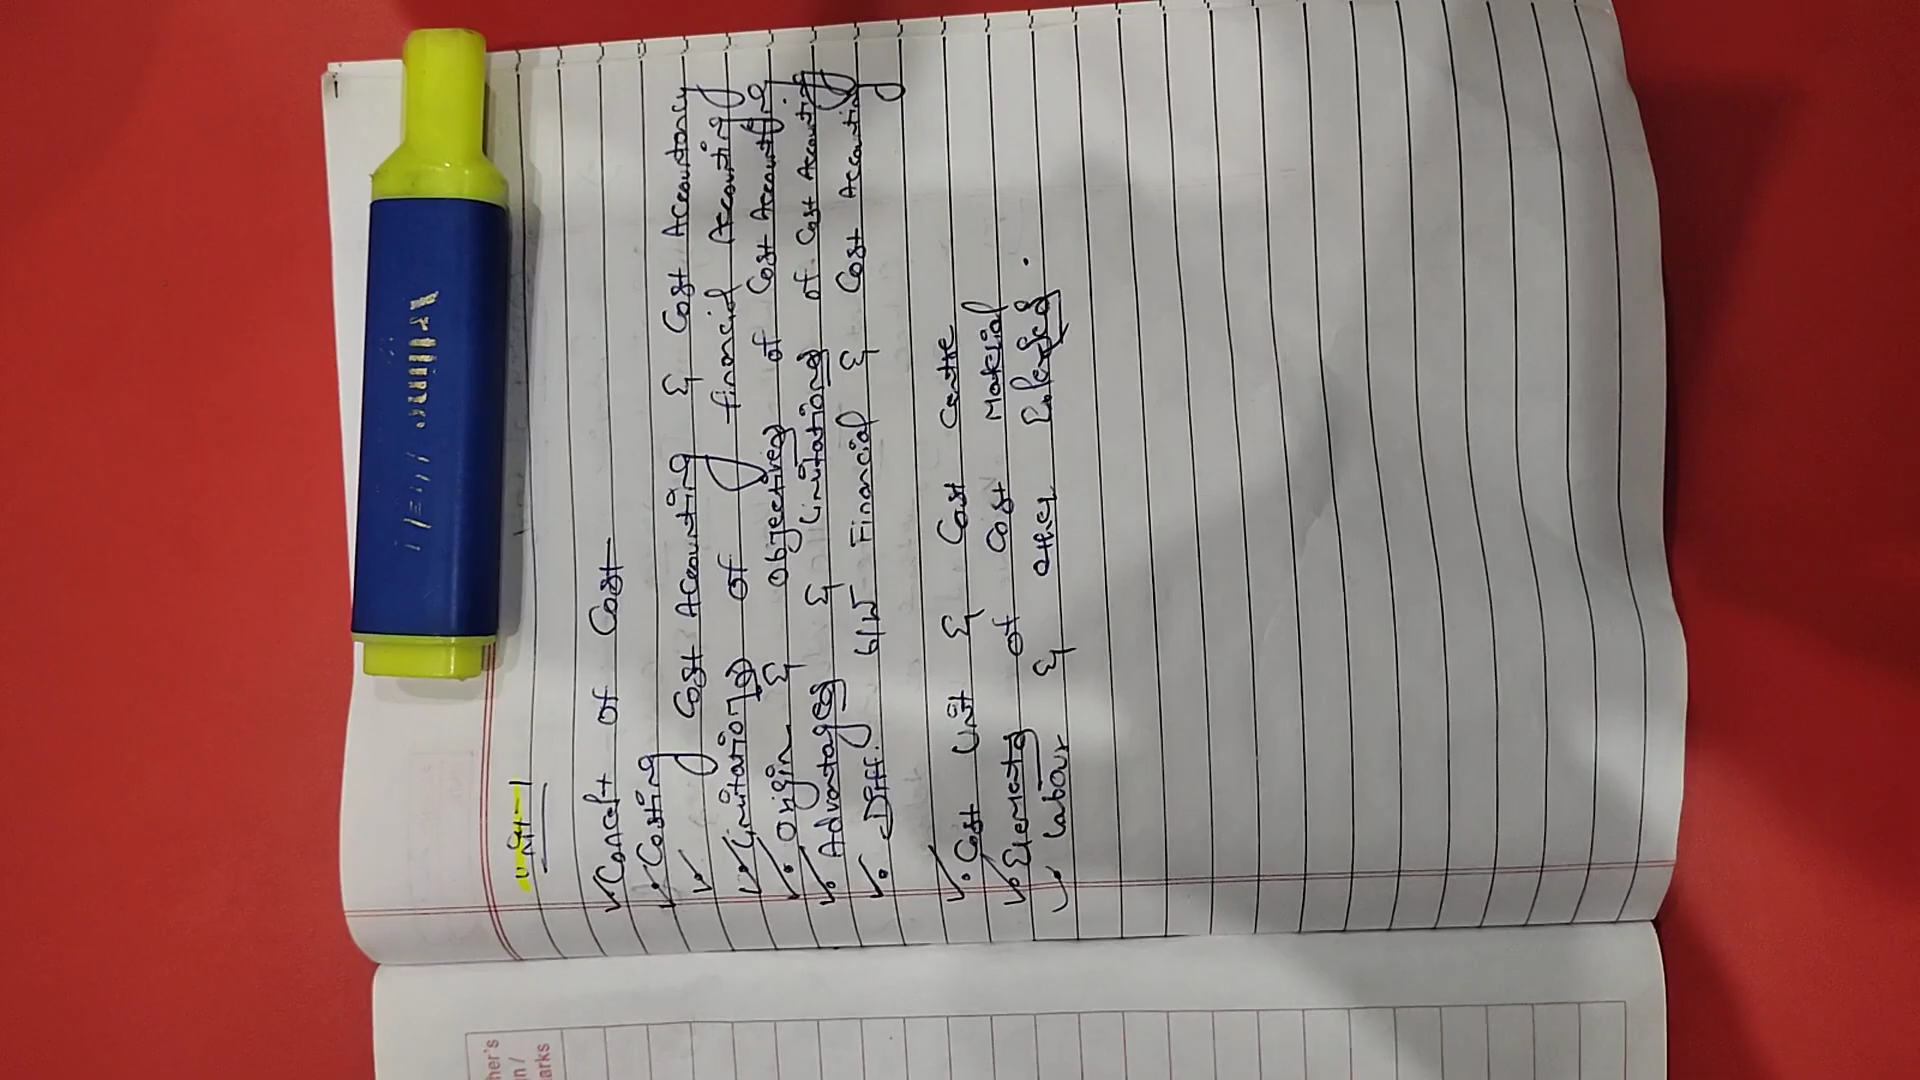 Unit-1
Concept of Cost
Costing
Cost Accounting & Cost Accountancy
Limitations of financial Accounting
Origin & objectives of Cost Accounting
Advantages & Limitations of Cost Accounting
Diff. b/w Financial & Cost Accounting
Cost Unit & Cost Centre
Elements of Cost Material
Labour & other Expenses.
her's
n /
arks